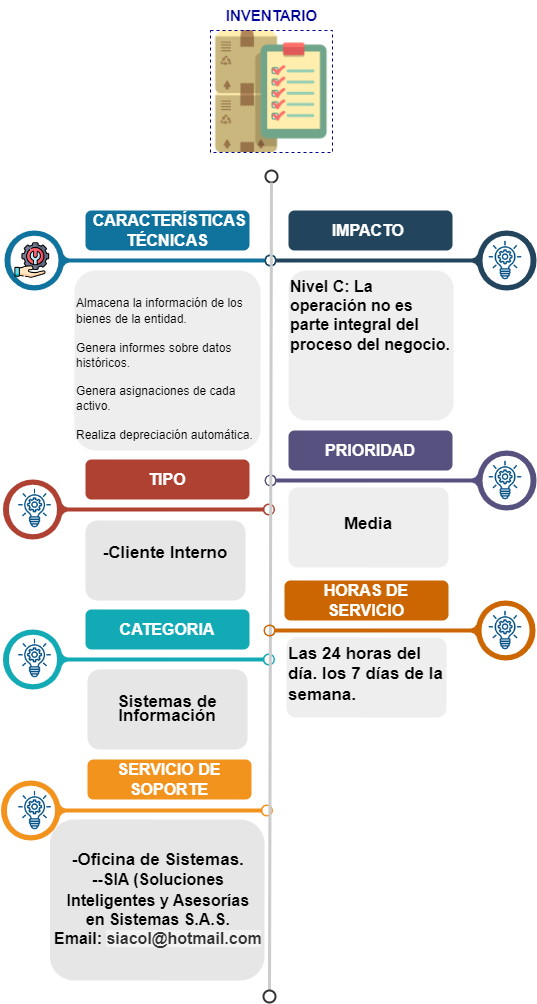 INVENTARIO
CARACTERÍSTICAS
TÉCNICAS
Almacena la información de los
bienes de la entidad.
Genera informes sobre datos
históricos.
Genera asignaciones de cada
activo.
Realiza depreciación automática.
IMPACTO
Nivel C: La
operación no es
parte integral del
proceso del negocio.
PRIORIDAD
Media
TIPO
-Cliente Interno
HORAS DE
SERVICIO
Las 24 horas del
día. los 7 días de la
semana.
CATEGORIA
Sistemas de
Información
SERVICIO DE
SOPORTE
-Oficina de Sistemas.
--SIA (Soluciones
Inteligentes y Asesorías
en Sistemas S.A.S.
Email: siacol@hotmail.com